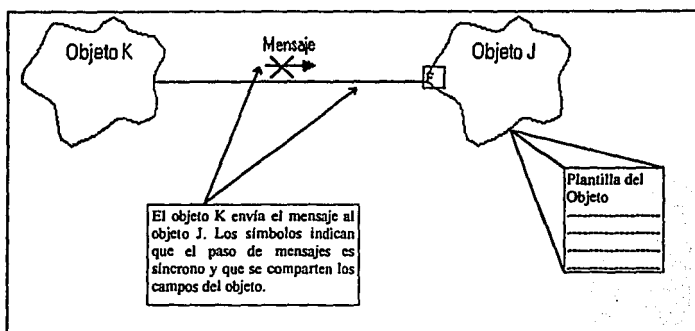 Mensaje
Objeto K
Objeto J
F
Plantilla del
Objeto
El objeto K envía el mensaje al
objeto J. Los símbolos indican
que el paso de mensajes es
síncrono y que se comparten los
campos del objeto.